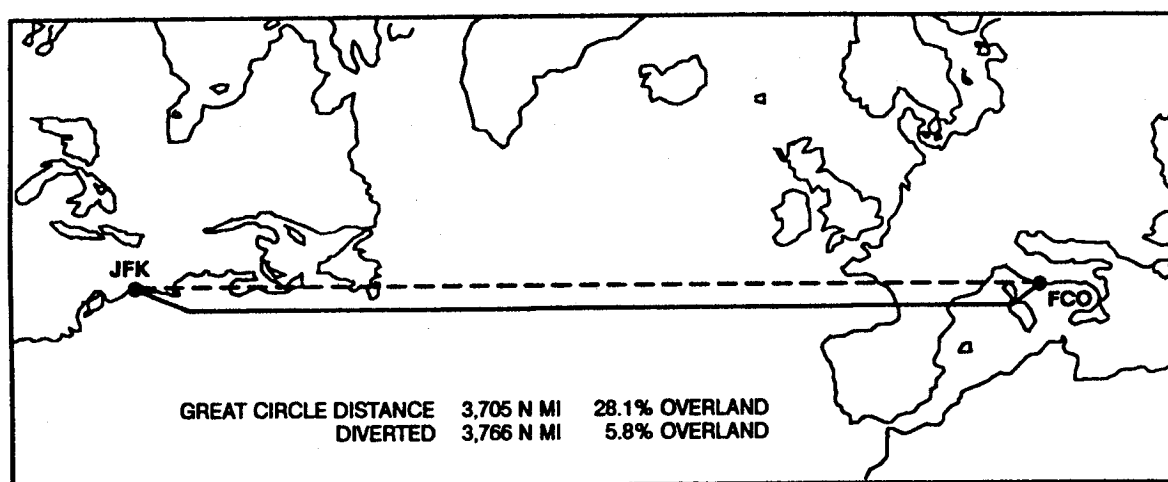 JFK
FCO
GREAT CIRCLE DISTANCE 3,705 N MI 28.1% OVERLAND
DIVERTED 3,766 N MI 5.8% OVERLAND